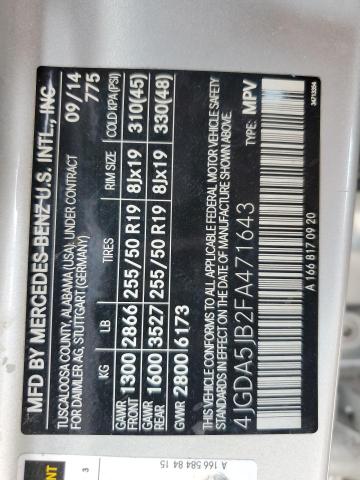 MFD BY MERCEDES-BENZ U.S. INTL., INC
TUSCALOOSA COUNTY, ALABAMA (USA), UNDER CONTRACT
FOR DAIMLER AG, STUTTGART (GERMANY)
09/14
775
KG LB TIRES RIM SIZE COLD KPA(PSI)
GAWR FRONT 1300 2866 255/50 R19 8Jx19 310(45)
GAWR REAR 1600 3527 255/50 R19 8Jx19 330(48)
GVWR 2800 6173
THIS VEHICLE CONFORMS TO ALL APPLICABLE FEDERAL MOTOR VEHICLE SAFETY
STANDARDS IN EFFECT ON THE DATE OF MANUFACTURE SHOWN ABOVE.
4JGDA5JB2FA471643 TYPE: MPV
A 166 817 09 20
34713264
A 166 584 84 15
3